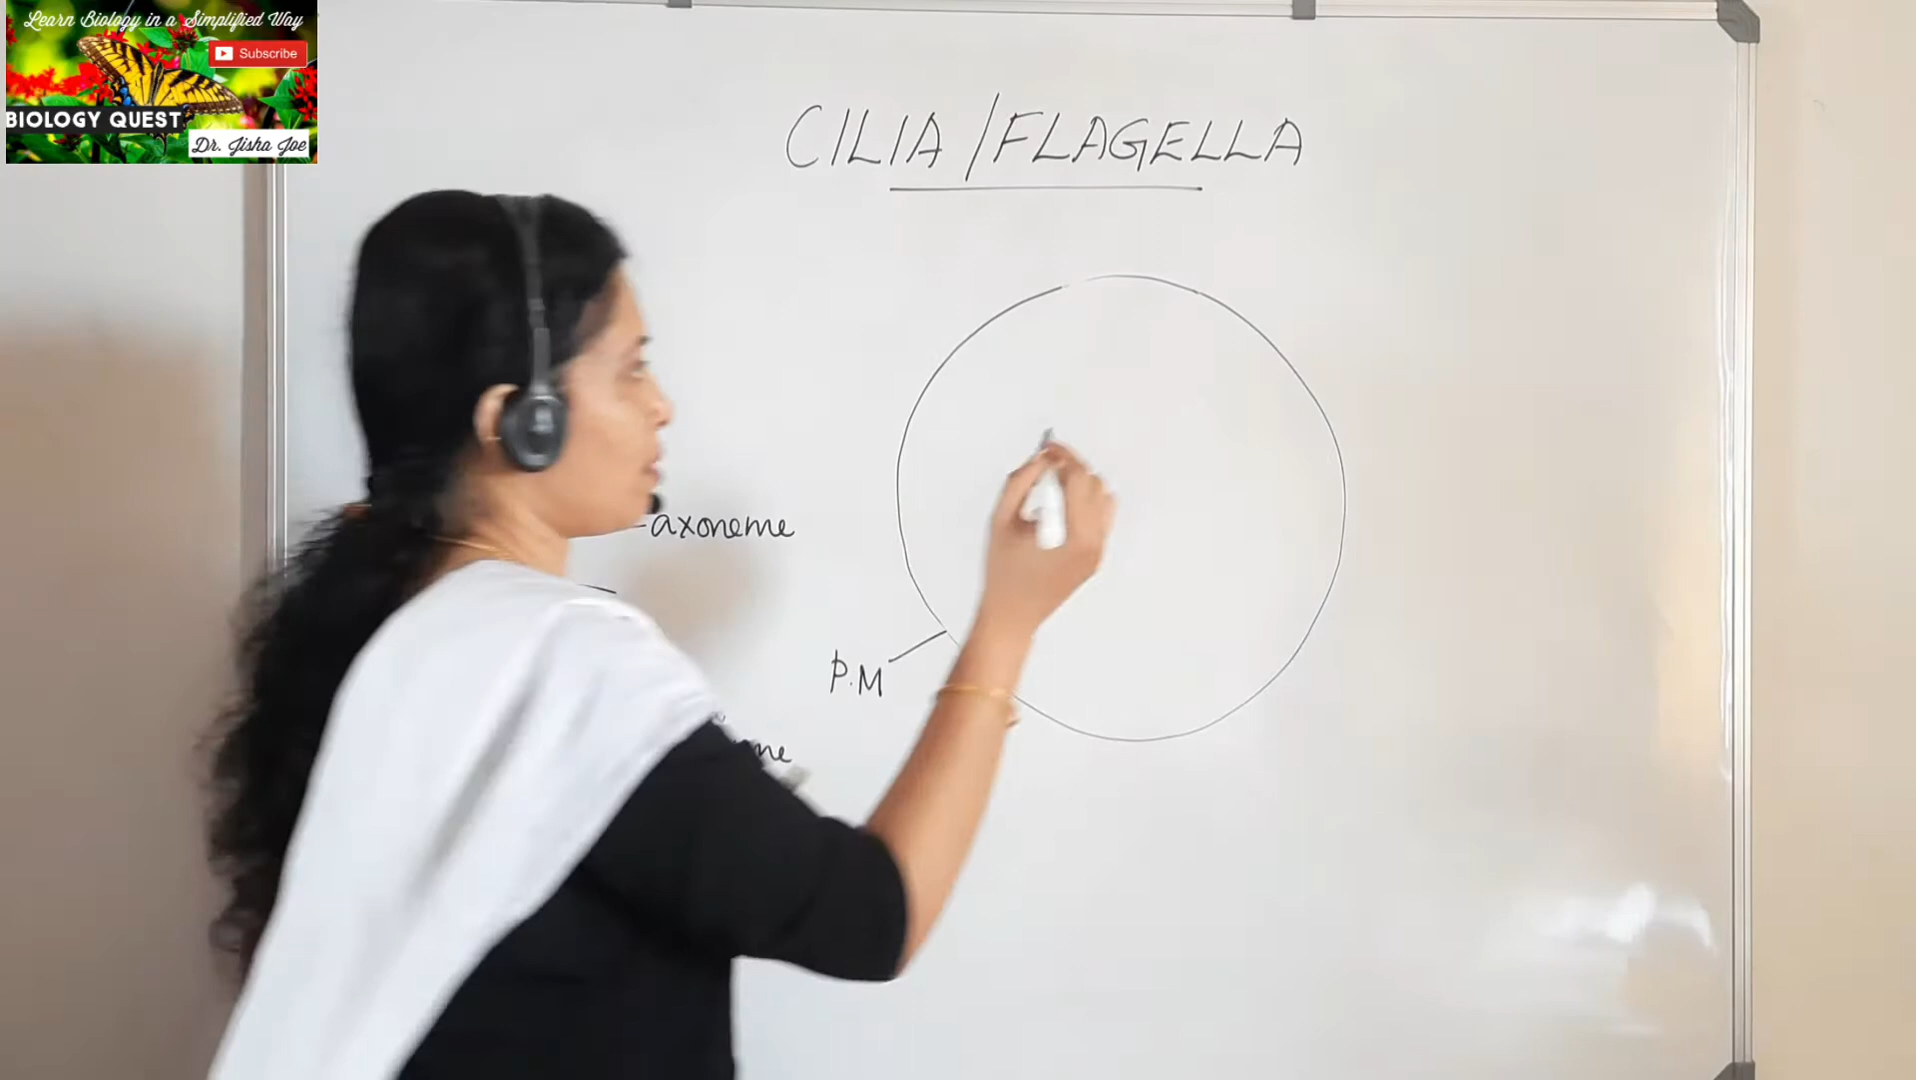 Learn Biology in a Simplified Way
Subscribe
BIOLOGY QUEST
Dr. Jisha Joe
CILIA/FLAGELLA
axoneme
P.M